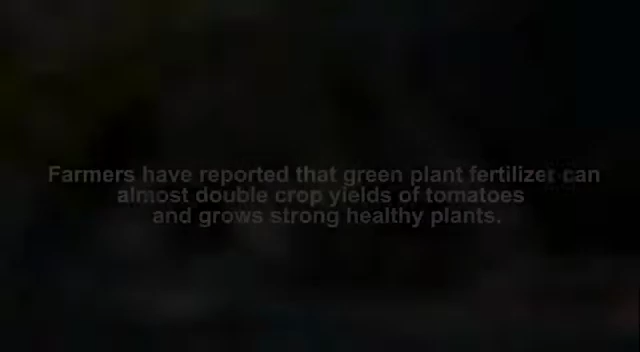 Farmers have reported that green plant fertilizer can
almost double crop yields of tomatoes
and grows strong healthy plants.